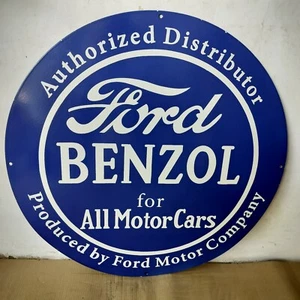 Authorized Distributor
Ford
BENZOL
for
All Motor Cars
Produced by Ford Motor Company